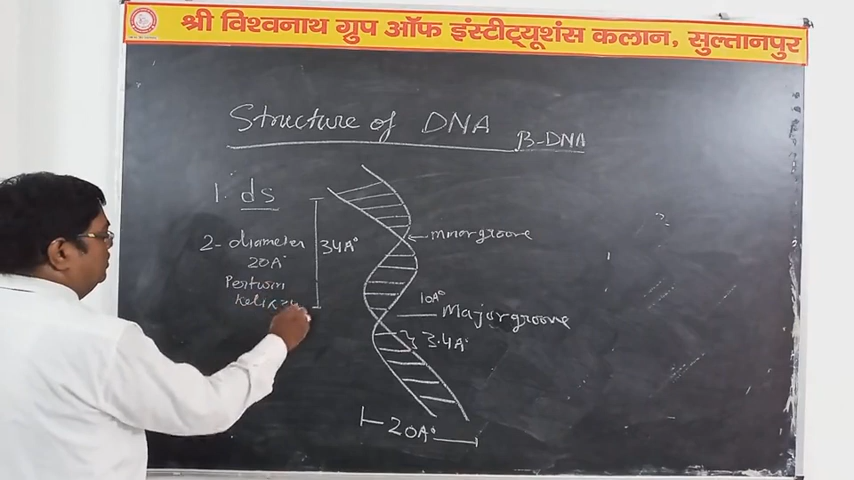 श्री विश्वनाथ ग्रुप ऑफ इंस्टीट्यूशंस कलान, सुल्तानपुर
Structure of DNA
β-DNA
1. ds
2- diameter
20A°
Pertwin
34A°
minorgroove
10A°
Majorgroove
3.4A°
20A°